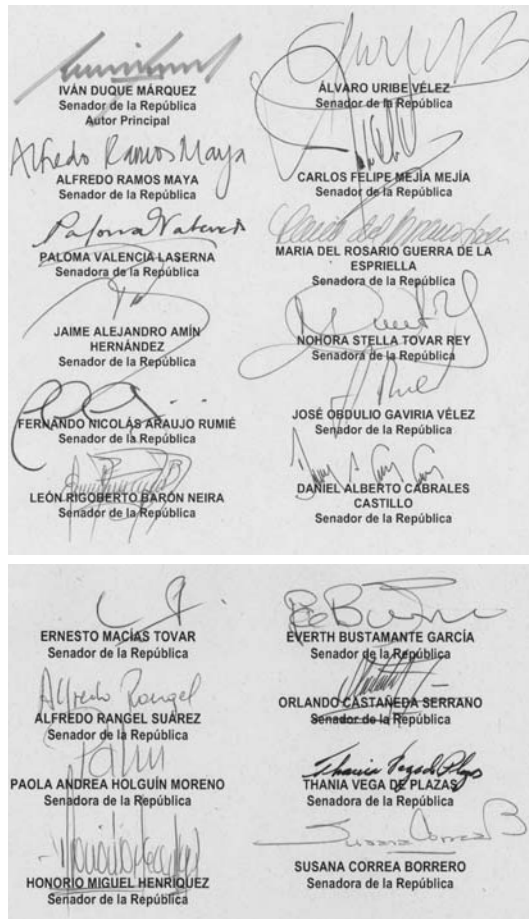 IVÁN DUQUE MÁRQUEZ
Senador de la República
Autor Principal
ÁLVARO URIBE VÉLEZ
Senador de la República
Alfredo Ramos Maya
ALFREDO RAMOS MAYA
Senador de la República
CARLOS FELIPE MEJÍA MEJÍA
Senador de la República
Paloma Valencia
PALOMA VALENCIA LASERNA
Senadora de la República
MARIA DEL ROSARIO GUERRA DE LA
ESPRIELLA
Senadora de la República
JAIME ALEJANDRO AMÍN
HERNÁNDEZ
Senador de la República
NOHORA STELLA TOVAR REY
Senadora de la República
FERNANDO NICOLÁS ARAUJO RUMIÉ
Senador de la República
JOSÉ OBDULIO GAVIRIA VÉLEZ
Senador de la República
LEÓN RIGOBERTO BARÓN NEIRA
Senador de la República
DANIEL ALBERTO CABRALES
CASTILLO
Senador de la República
ERNESTO MACÍAS TOVAR
Senador de la República
EVERTH BUSTAMANTE GARCÍA
Senador de la República
Alfredo Rangel
ALFREDO RANGEL SUÁREZ
Senador de la República
ORLANDO CASTAÑEDA SERRANO
Senador de la República
PAOLA ANDREA HOLGUÍN MORENO
Senadora de la República
Thania Vega de Plazas
THANIA VEGA DE PLAZAS
Senadora de la República
HONORIO MIGUEL HENRIQUEZ
Senador de la República
Susana Correa B
SUSANA CORREA BORRERO
Senadora de la República